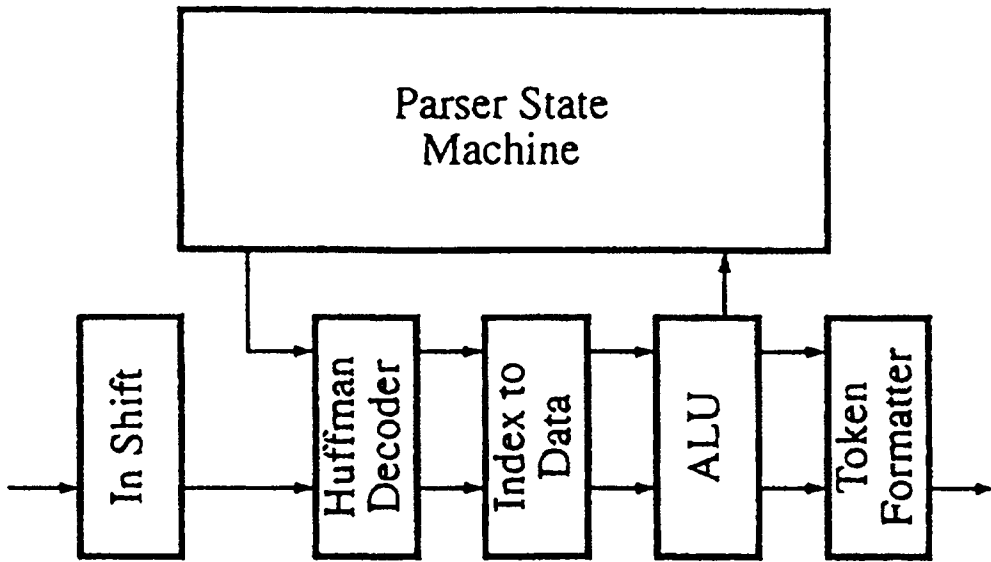 Parser State
Machine
In Shift
Huffman
Decoder
Index to
Data
ALU
Token
Formatter